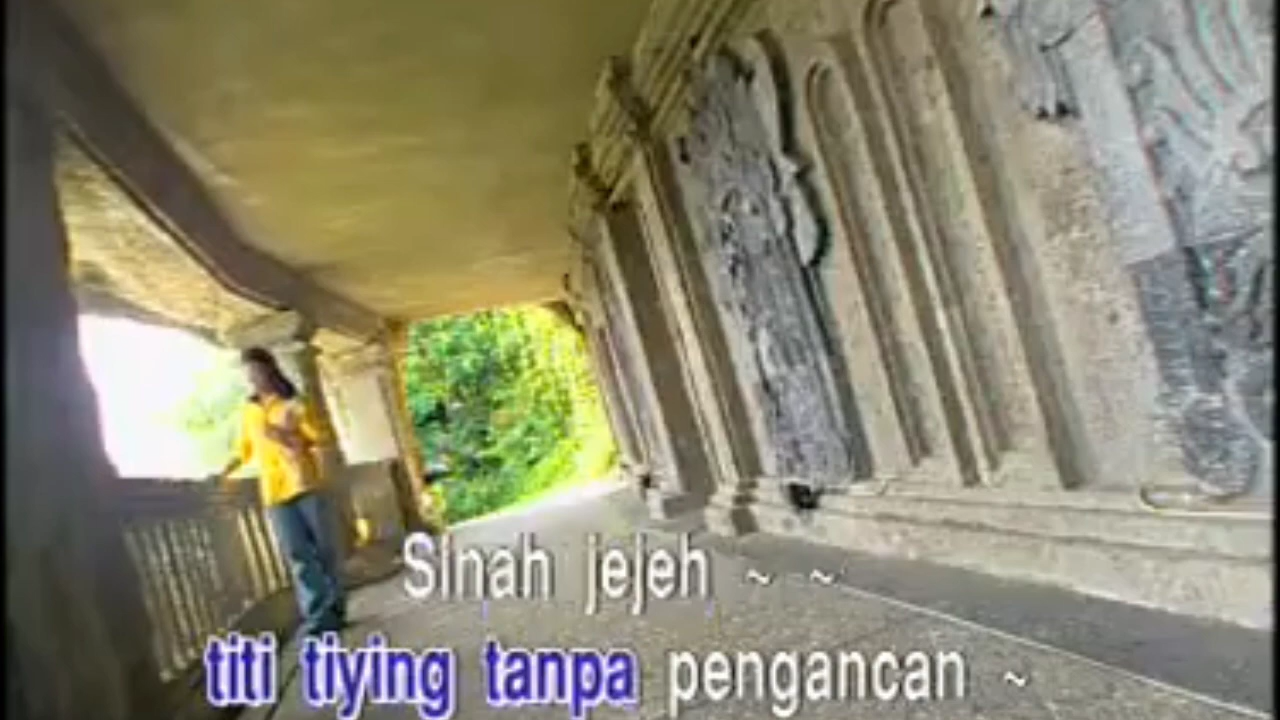 SInah jejeh ~ ~
titi tiying tanpa pengancan ~